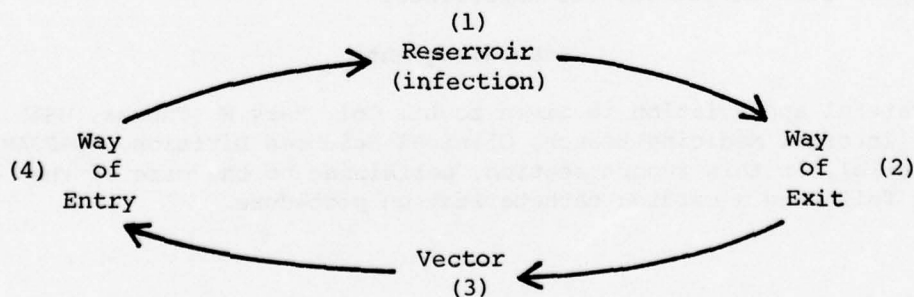 (1)
Reservoir
(infection)
Way
of
Entry
(4)
Way
of
Exit
(2)
Vector
(3)